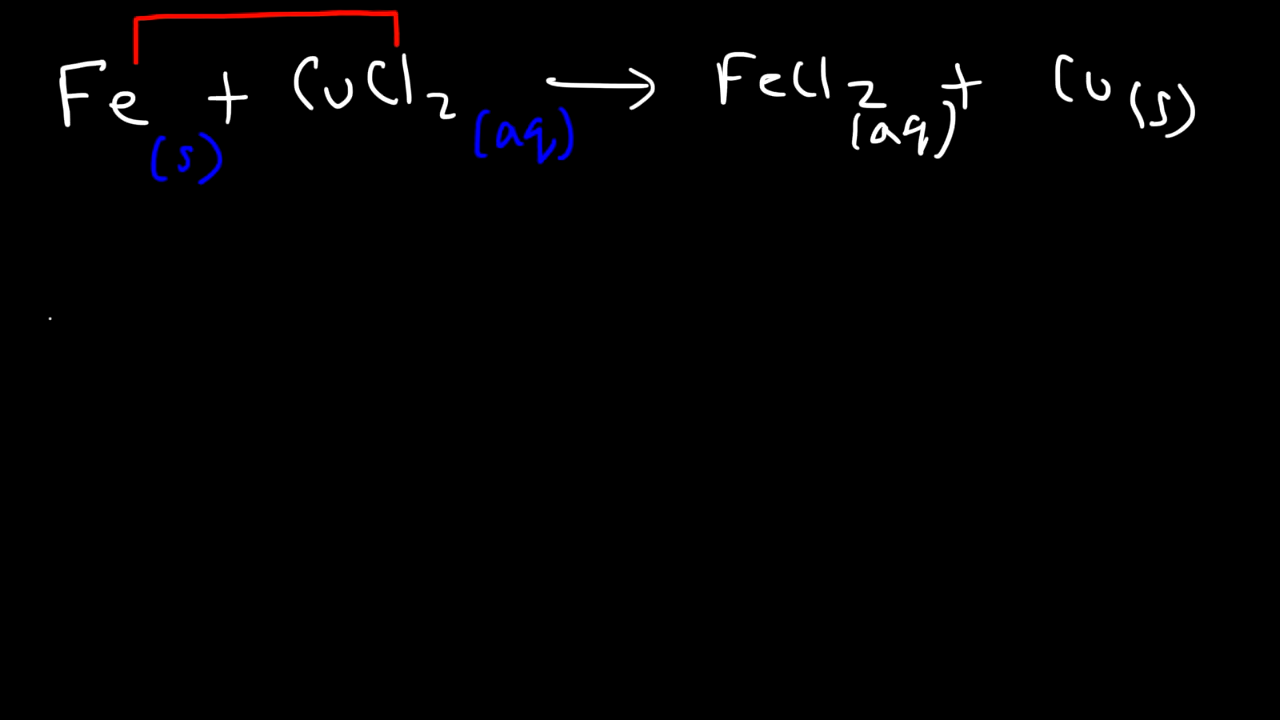 Fe(s) + CuCl2(aq) ⟶ FeCl2(aq) + Cu(s)